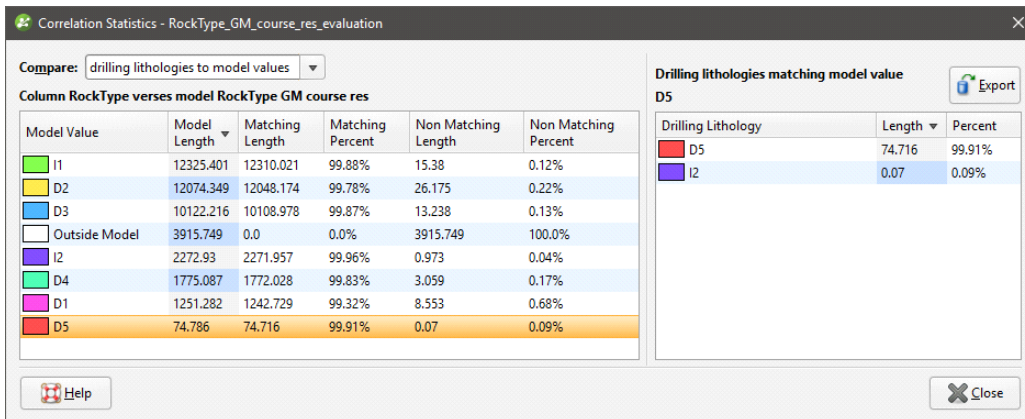 Correlation Statistics - RockType_GM_course_res_evaluation
Compare: drilling lithologies to model values
Column RockType verses model RockType GM course res
Model Value Model Length Matching Length Matching Percent Non Matching Length Non Matching Percent
I1 12325.401 12310.021 99.88% 15.38 0.12%
D2 12074.349 12048.174 99.78% 26.175 0.22%
D3 10122.216 10108.978 99.87% 13.238 0.13%
Outside Model 3915.749 0.0 0.0% 3915.749 100.0%
I2 2272.93 2271.957 99.96% 0.973 0.04%
D4 1775.087 1772.028 99.83% 3.059 0.17%
D1 1251.282 1242.729 99.32% 8.553 0.68%
D5 74.786 74.716 99.91% 0.07 0.09%
Drilling lithologies matching model value
D5
Export
Drilling Lithology Length Percent
D5 74.716 99.91%
I2 0.07 0.09%
Help
Close